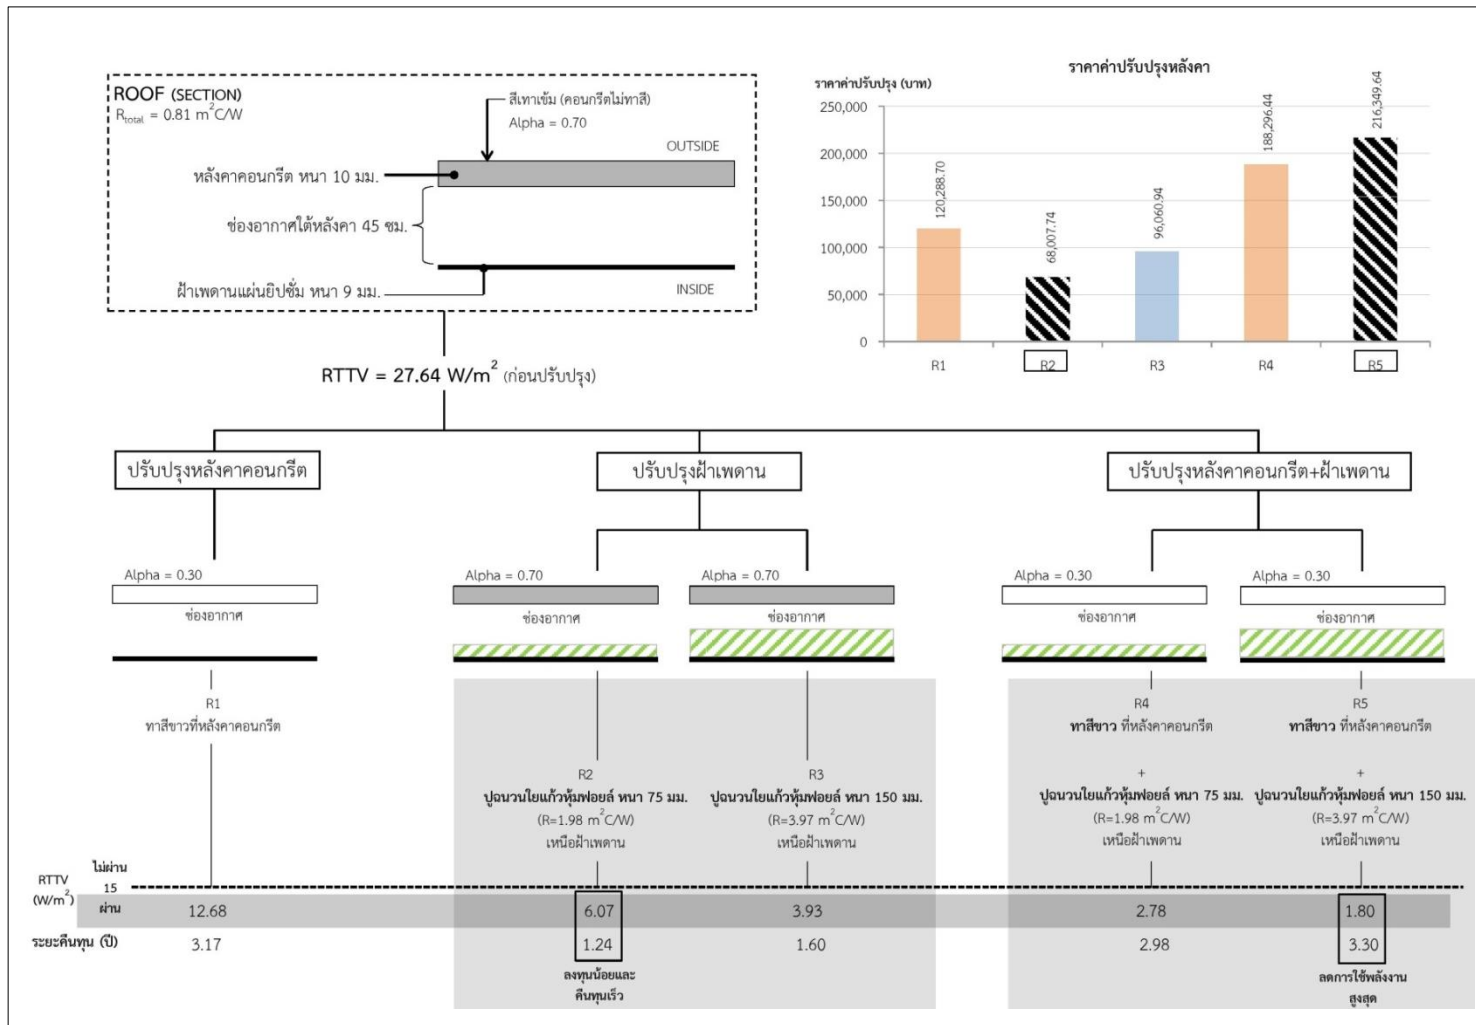 ROOF (SECTION)
Rtotal = 0.81 m²C/W
สีเทาเข้ม (คอนกรีตไม่ทาสี)
Alpha = 0.70
OUTSIDE
หลังคาคอนกรีต หนา 10 มม.
ช่องอากาศใต้หลังคา 45 ซม.
ฝ้าเพดานแผ่นยิปซั่ม หนา 9 มม.
INSIDE
ราคาค่าปรับปรุงหลังคา
ราคาค่าปรับปรุง (บาท)
250,000
200,000
150,000
100,000
50,000
0
120,288.70
68,007.74
96,060.94
188,296.44
216,349.64
R1 R2 R3 R4 R5
RTTV = 27.64 W/m² (ก่อนปรับปรุง)
ปรับปรุงหลังคาคอนกรีต
ปรับปรุงฝ้าเพดาน
ปรับปรุงหลังคาคอนกรีต+ฝ้าเพดาน
Alpha = 0.30
ช่องอากาศ
Alpha = 0.70
ช่องอากาศ
Alpha = 0.70
ช่องอากาศ
Alpha = 0.30
ช่องอากาศ
Alpha = 0.30
ช่องอากาศ
R1
ทาสีขาวที่หลังคาคอนกรีต
R2
ปูฉนวนใยแก้วหุ้มฟอยล์ หนา 75 มม.
(R=1.98 m²C/W)
เหนือฝ้าเพดาน
R3
ปูฉนวนใยแก้วหุ้มฟอยล์ หนา 150 มม.
(R=3.97 m²C/W)
เหนือฝ้าเพดาน
R4
ทาสีขาว ที่หลังคาคอนกรีต
+
ปูฉนวนใยแก้วหุ้มฟอยล์ หนา 75 มม.
(R=1.98 m²C/W)
เหนือฝ้าเพดาน
R5
ทาสีขาว ที่หลังคาคอนกรีต
+
ปูฉนวนใยแก้วหุ้มฟอยล์ หนา 150 มม.
(R=3.97 m²C/W)
เหนือฝ้าเพดาน
RTTV
(W/m²)
ไม่ผ่าน
15
ผ่าน
12.68 6.07 3.93 2.78 1.80
ระยะคืนทุน (ปี) 3.17 1.24 1.60 2.98 3.30
ลงทุนน้อยและ
คืนทุนเร็ว
ลดการใช้พลังงาน
สูงสุด